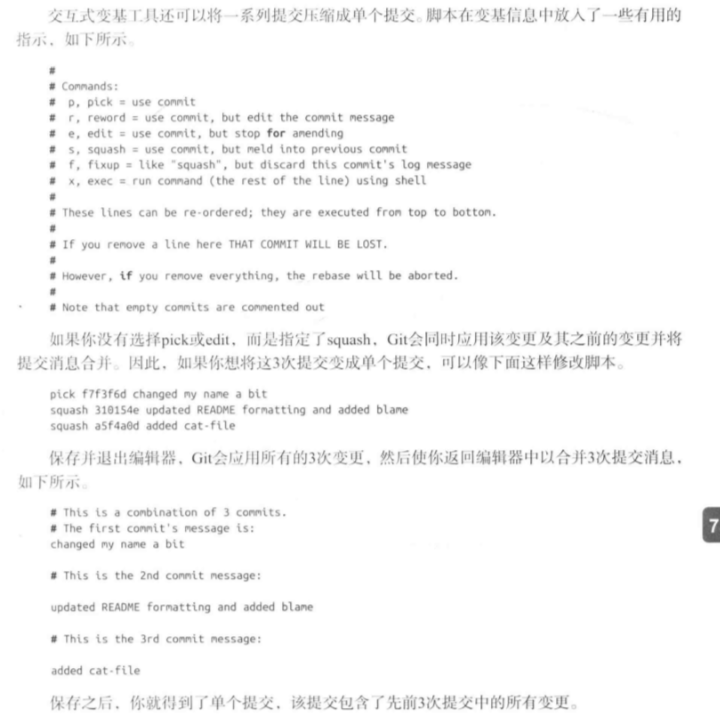 交互式变基工具还可以将一系列提交压缩成单个提交。脚本在变基信息中放入了一些有用的
指示，如下所示。
#
# Commands:
# p, pick = use commit
# r, reword = use commit, but edit the commit message
# e, edit = use commit, but stop for amending
# s, squash = use commit, but meld into previous commit
# f, fixup = like "squash", but discard this commit's log message
# x, exec = run command (the rest of the line) using shell
#
# These lines can be re-ordered; they are executed from top to bottom.
#
# If you remove a line here THAT COMMIT WILL BE LOST.
#
# However, if you remove everything, the rebase will be aborted.
#
# Note that empty commits are commented out
如果你没有选择pick或edit，而是指定了squash，Git会同时应用该变更及其之前的变更并将
提交消息合并。因此，如果你想将这3次提交变成单个提交，可以像下面这样修改脚本。
pick f7f3f6d changed my name a bit
squash 310154e updated README formatting and added blame
squash a5f4a0d added cat-file
保存并退出编辑器，Git会应用所有的3次变更，然后使你返回编辑器中以合并3次提交消息，
如下所示。
# This is a combination of 3 commits.
# The first commit's message is:
changed my name a bit
# This is the 2nd commit message:
updated README formatting and added blame
# This is the 3rd commit message:
added cat-file
保存之后，你就得到了单个提交，该提交包含了先前3次提交中的所有变更。
7